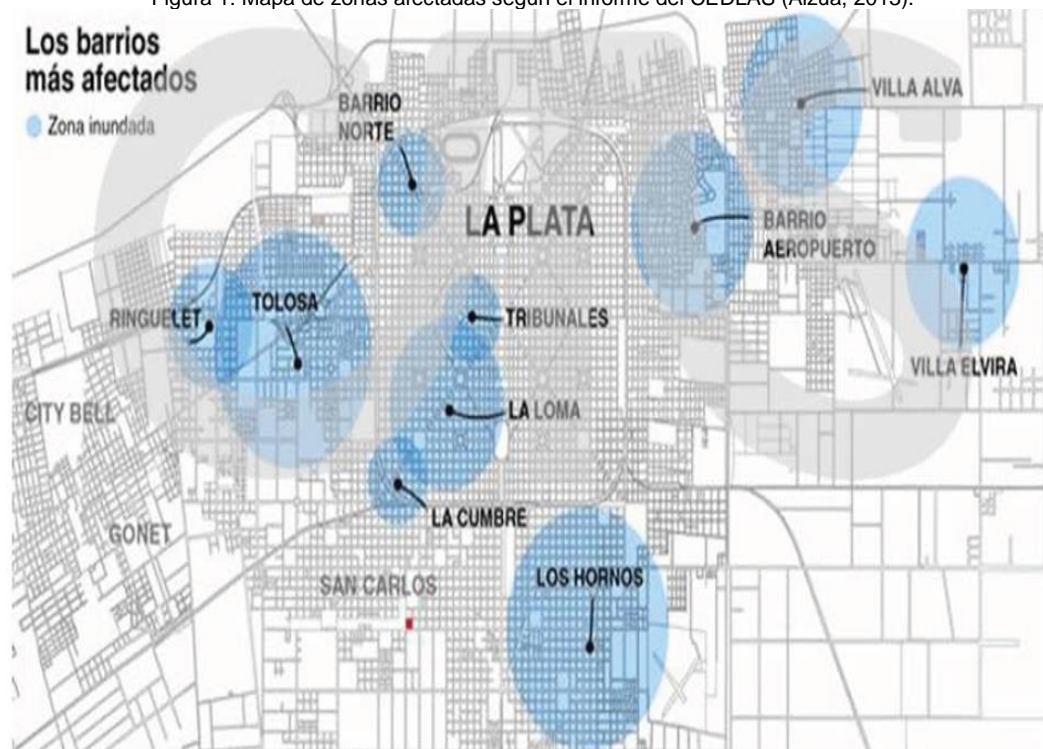 Figura 1. Mapa de zonas afectadas según el informe del CEDLAS (Alzúa, 2013).
Los barrios
más afectados
Zona inundada
BARRIO
NORTE
VILLA ALVA
LA PLATA
BARRIO
AEROPUERTO
RINGUELET
TOLOSA
TRIBUNALES
VILLA ELVIRA
CITY BELL
LA LOMA
LA CUMBRE
GONET
SAN CARLOS
LOS HORNOS